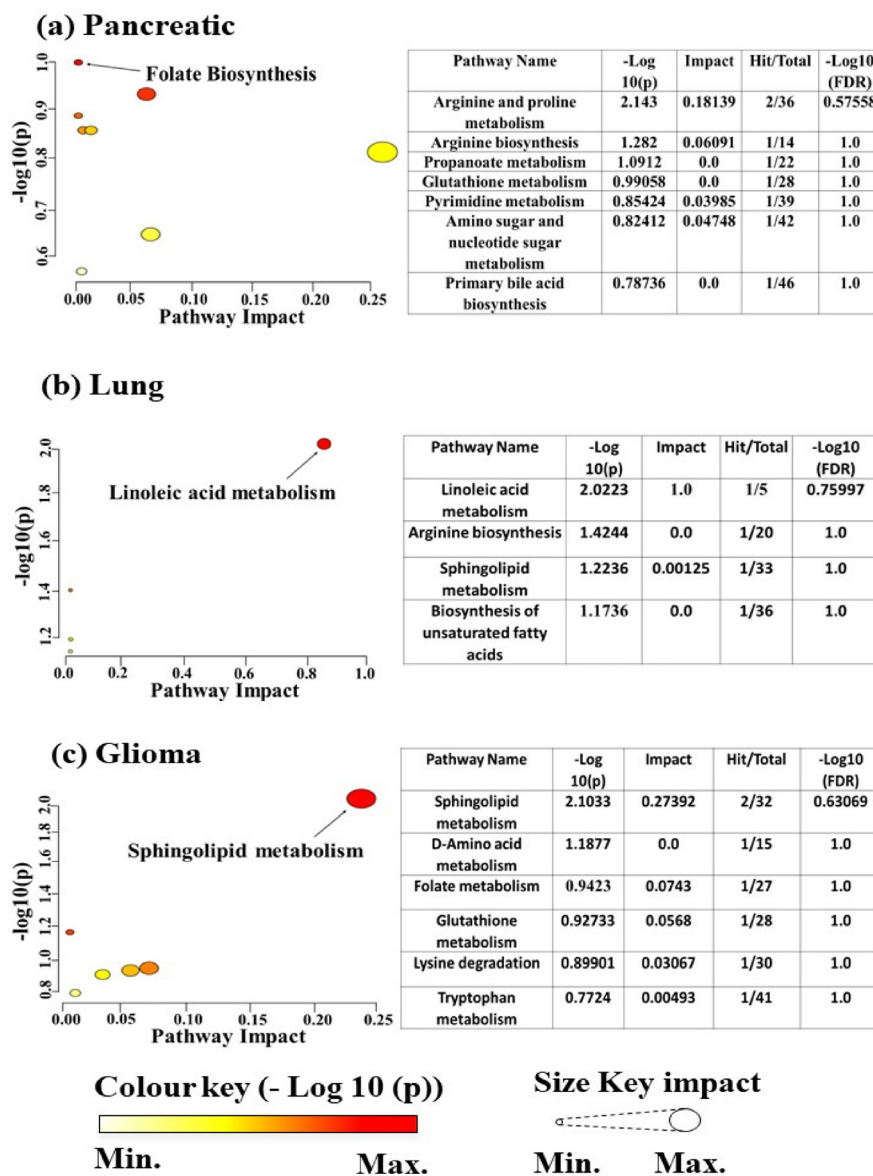 (a) Pancreatic
-log10(p)
1.0
0.9
0.8
0.7
0.6
Folate Biosynthesis
0.00 0.05 0.10 0.15 0.20 0.25
Pathway Impact
Pathway Name -Log 10(p) Impact Hit/Total -Log10 (FDR)
Arginine and proline metabolism 2.143 0.18139 2/36 0.57558
Arginine biosynthesis 1.282 0.06091 1/14 1.0
Propanoate metabolism 1.0912 0.0 1/22 1.0
Glutathione metabolism 0.99058 0.0 1/28 1.0
Pyrimidine metabolism 0.85424 0.03985 1/39 1.0
Amino sugar and nucleotide sugar metabolism 0.82412 0.04748 1/42 1.0
Primary bile acid biosynthesis 0.78736 0.0 1/46 1.0
(b) Lung
-log10(p)
2.0
1.8
1.6
1.4
1.2
Linoleic acid metabolism
0.0 0.2 0.4 0.6 0.8 1.0
Pathway Impact
Pathway Name -Log 10(p) Impact Hit/Total -Log10 (FDR)
Linoleic acid metabolism 2.0223 1.0 1/5 0.75997
Arginine biosynthesis 1.4244 0.0 1/20 1.0
Sphingolipid metabolism 1.2236 0.00125 1/33 1.0
Biosynthesis of unsaturated fatty acids 1.1736 0.0 1/36 1.0
(c) Glioma
-log10(p)
2.0
1.8
1.6
1.4
1.2
1.0
0.8
Sphingolipid metabolism
0.00 0.05 0.10 0.15 0.20 0.25
Pathway Impact
Pathway Name -Log 10(p) Impact Hit/Total -Log10 (FDR)
Sphingolipid metabolism 2.1033 0.27392 2/32 0.63069
D-Amino acid metabolism 1.1877 0.0 1/15 1.0
Folate metabolism 0.9423 0.0743 1/27 1.0
Glutathione metabolism 0.92733 0.0568 1/28 1.0
Lysine degradation 0.89901 0.03067 1/30 1.0
Tryptophan metabolism 0.7724 0.00493 1/41 1.0
Colour key (- Log 10 (p))
Min. Max.
Size Key impact
Min. Max.